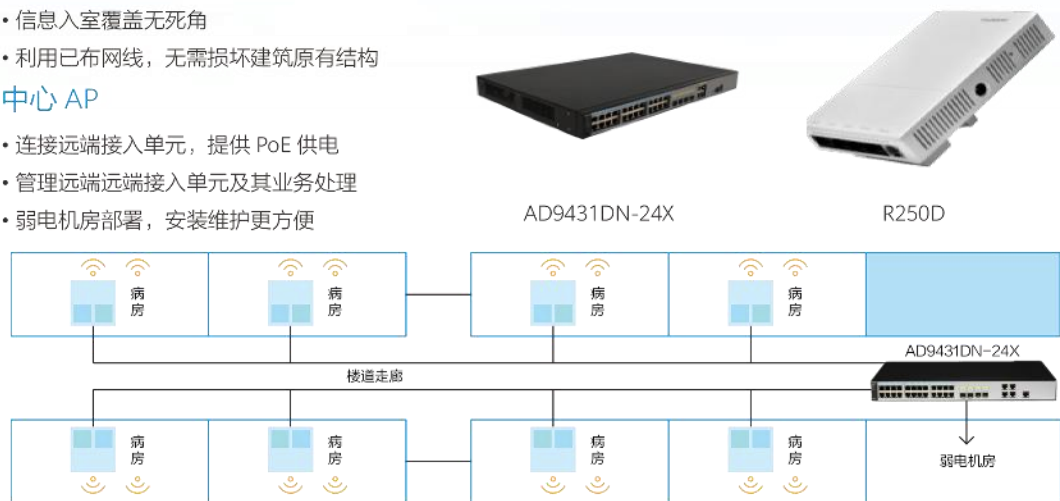 • 信息入室覆盖无死角
• 利用已布网线，无需损坏建筑原有结构
中心 AP
• 连接远端接入单元，提供 PoE 供电
• 管理远端远端接入单元及其业务处理
• 弱电机房部署，安装维护更方便
AD9431DN-24X
R250D
病房
病房
病房
病房
AD9431DN-24X
楼道走廊
病房
病房
病房
病房
弱电机房